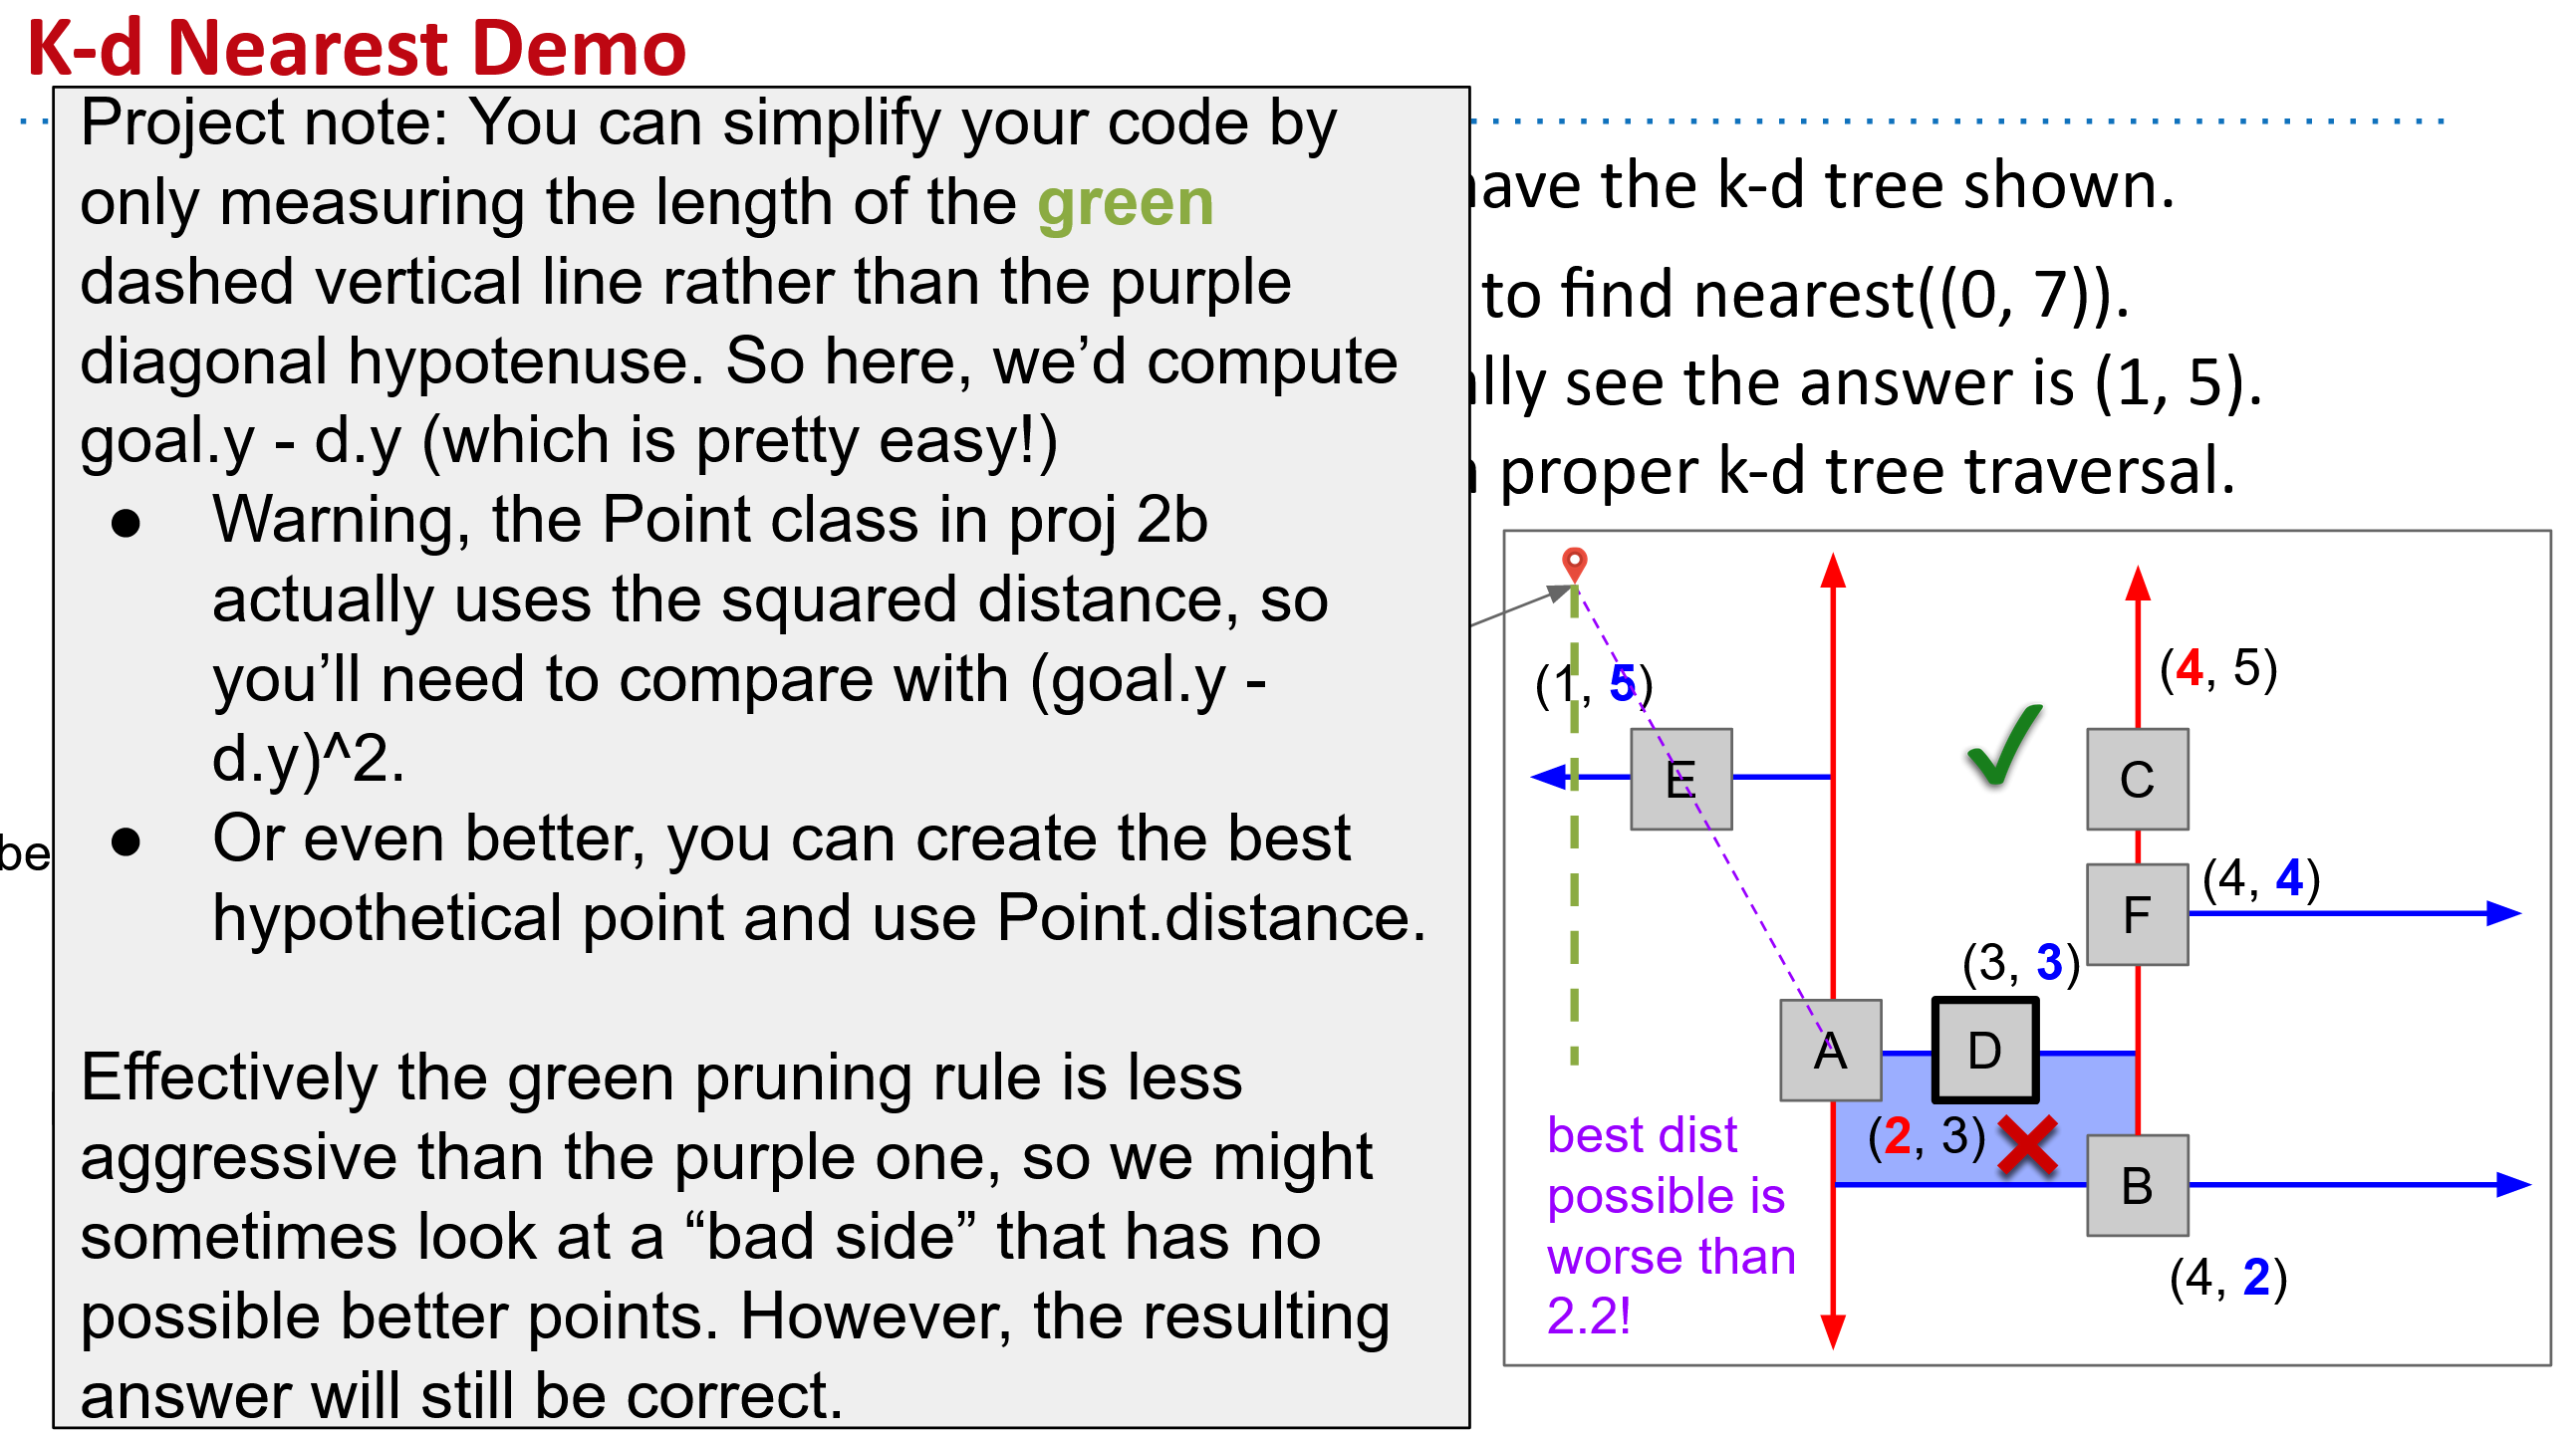 K-d Nearest Demo
Project note: You can simplify your code by
only measuring the length of the green
dashed vertical line rather than the purple
diagonal hypotenuse. So here, we’d compute
goal.y - d.y (which is pretty easy!)
● Warning, the Point class in proj 2b
actually uses the squared distance, so
you’ll need to compare with (goal.y -
d.y)^2.
● Or even better, you can create the best
hypothetical point and use Point.distance.
Effectively the green pruning rule is less
aggressive than the purple one, so we might
sometimes look at a “bad side” that has no
possible better points. However, the resulting
answer will still be correct.
be
the k-d tree shown.
to find nearest((0, 7)).
see the answer is (1, 5).
proper k-d tree traversal.
(1, 5)
(4, 5)
E
C
(4, 4)
F
(3, 3)
A
D
(2, 3)
B
(4, 2)
best dist
possible is
worse than
2.2!